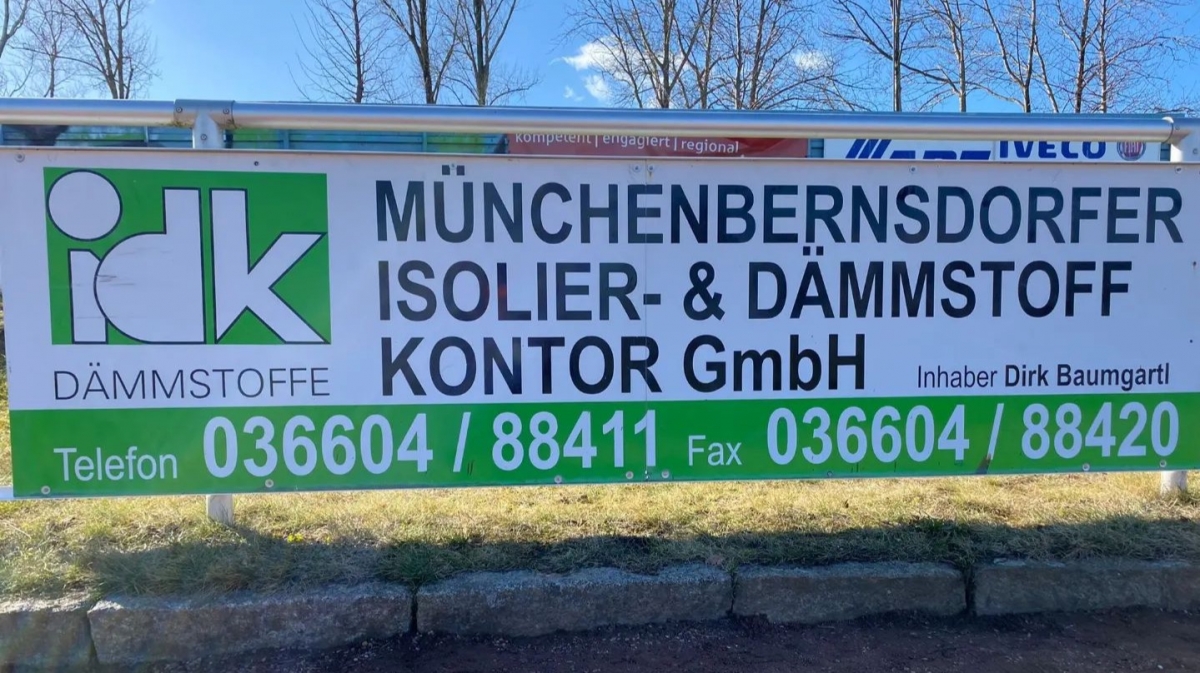 kompetent | engagiert | regional
IVECO
idk
DÄMMSTOFFE
MÜNCHENBERNSDORFER
ISOLIER- & DÄMMSTOFF
KONTOR GmbH
Inhaber Dirk Baumgartl
Telefon 036604 / 88411 Fax 036604 / 88420